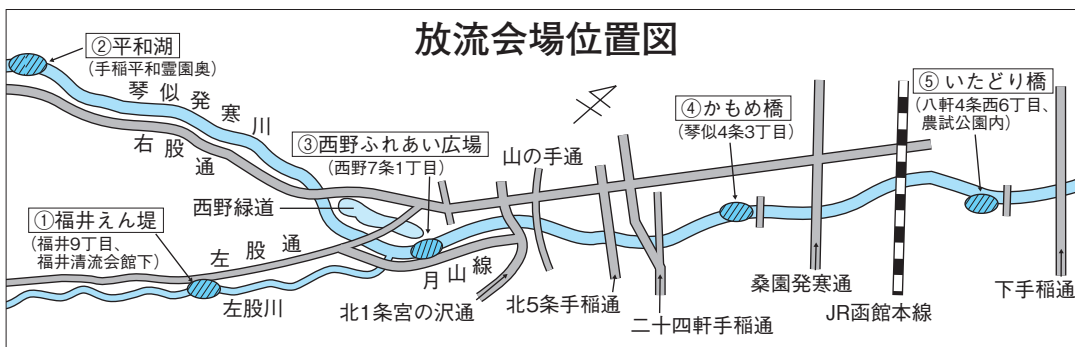 放流会場位置図
②平和湖
(手稲平和霊園奥)
琴似発寒川
右股通
③西野ふれあい広場
(西野7条1丁目)
西野緑道
①福井えん堤
(福井9丁目、
福井清流会館下)
左股通
左股川
月山線
北1条宮の沢通
山の手通
北5条手稲通
二十四軒手稲通
④かもめ橋
(琴似4条3丁目)
桑園発寒通
JR函館本線
⑤いたどり橋
(八軒4条西6丁目、
農試公園内)
下手稲通